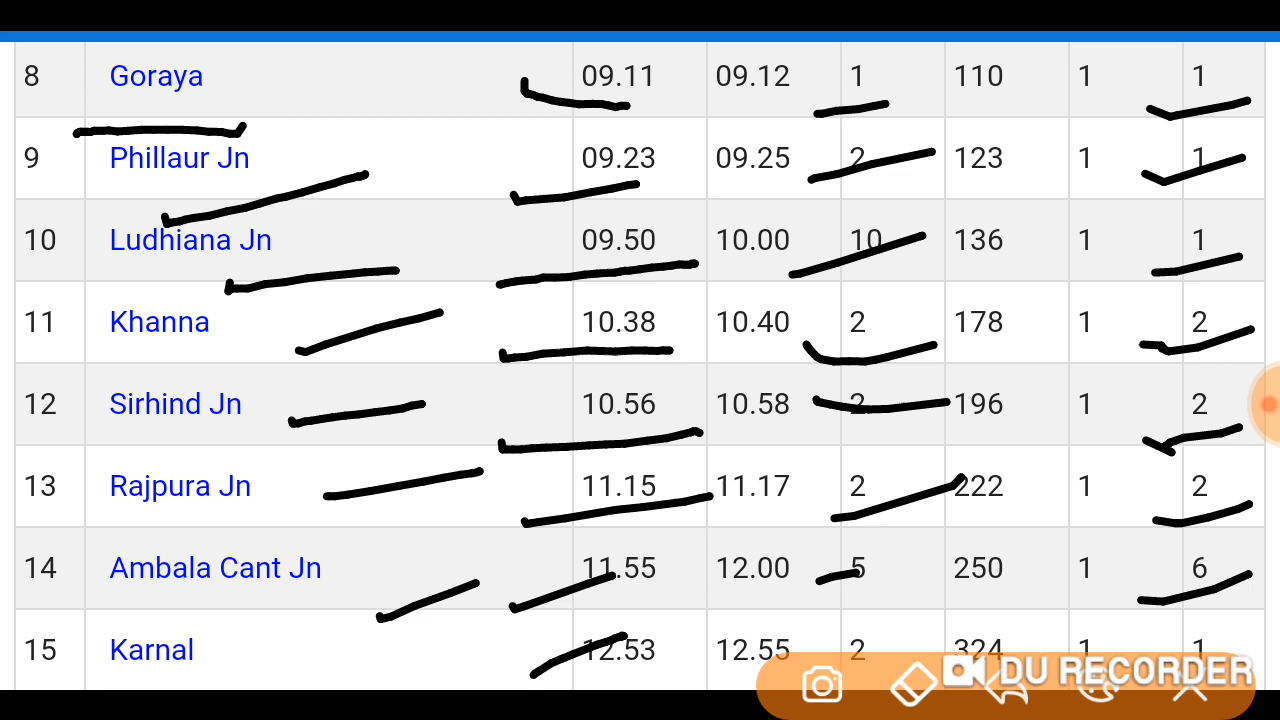 8 Goraya 09.11 09.12 1 110 1 1
9 Phillaur Jn 09.23 09.25 2 123 1 1
10 Ludhiana Jn 09.50 10.00 10 136 1 1
11 Khanna 10.38 10.40 2 178 1 2
12 Sirhind Jn 10.56 10.58 2 196 1 2
13 Rajpura Jn 11.15 11.17 2 222 1 2
14 Ambala Cant Jn 11.55 12.00 5 250 1 6
15 Karnal 12.53 12.55 2 324 1 1
DU RECORDER